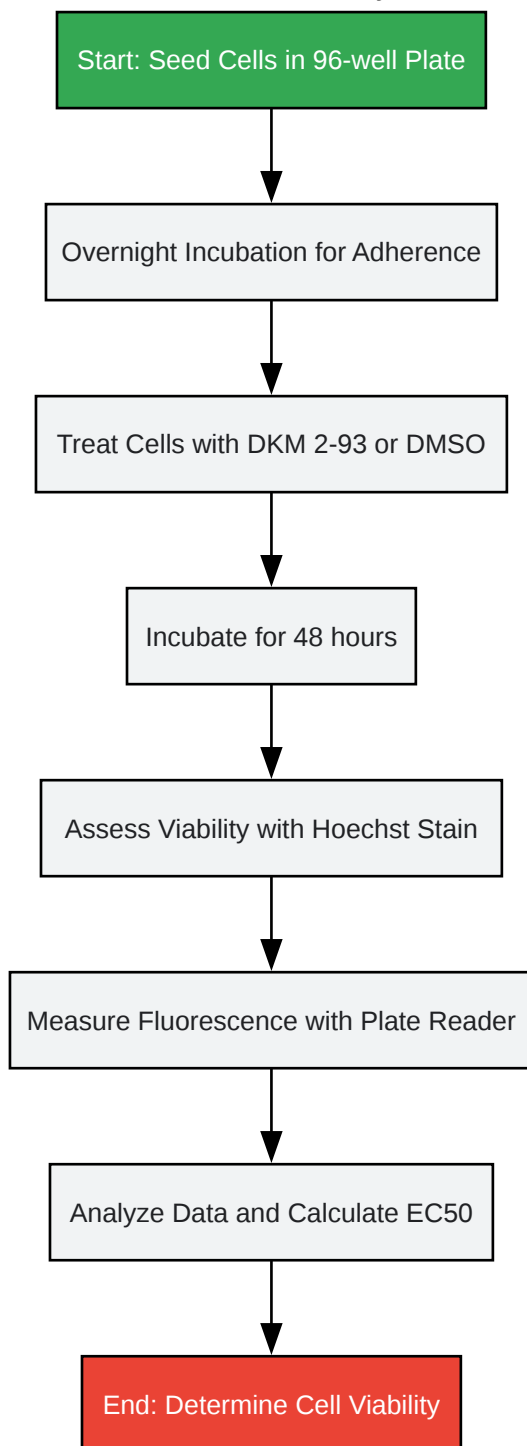 Start: Seed Cells in 96-well Plate
Overnight Incubation for Adherence
Treat Cells with DKM 2-93 or DMSO
Incubate for 48 hours
Assess Viability with Hoechst Stain
Measure Fluorescence with Plate Reader
Analyze Data and Calculate EC50
End: Determine Cell Viability